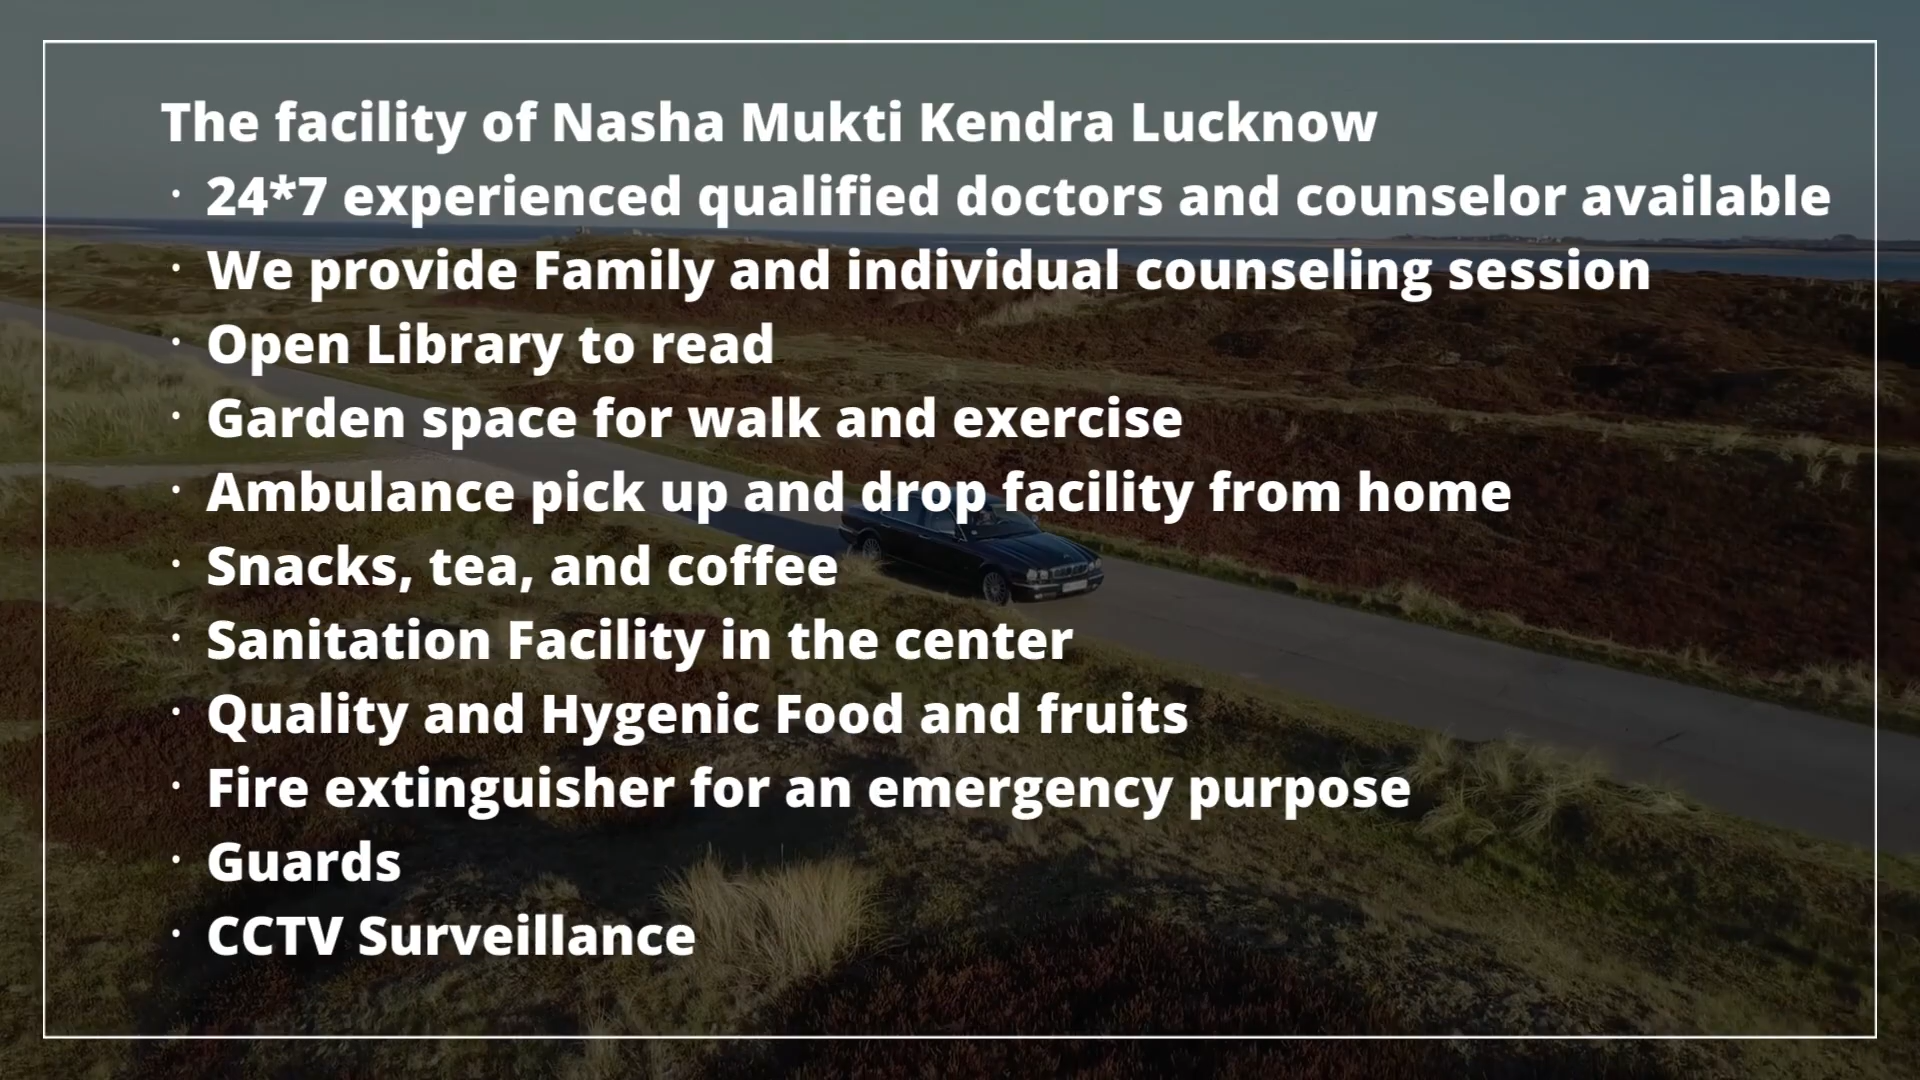 The facility of Nasha Mukti Kendra Lucknow
· 24*7 experienced qualified doctors and counselor available
· We provide Family and individual counseling session
· Open Library to read
· Garden space for walk and exercise
· Ambulance pick up and drop facility from home
· Snacks, tea, and coffee
· Sanitation Facility in the center
· Quality and Hygenic Food and fruits
· Fire extinguisher for an emergency purpose
· Guards
· CCTV Surveillance